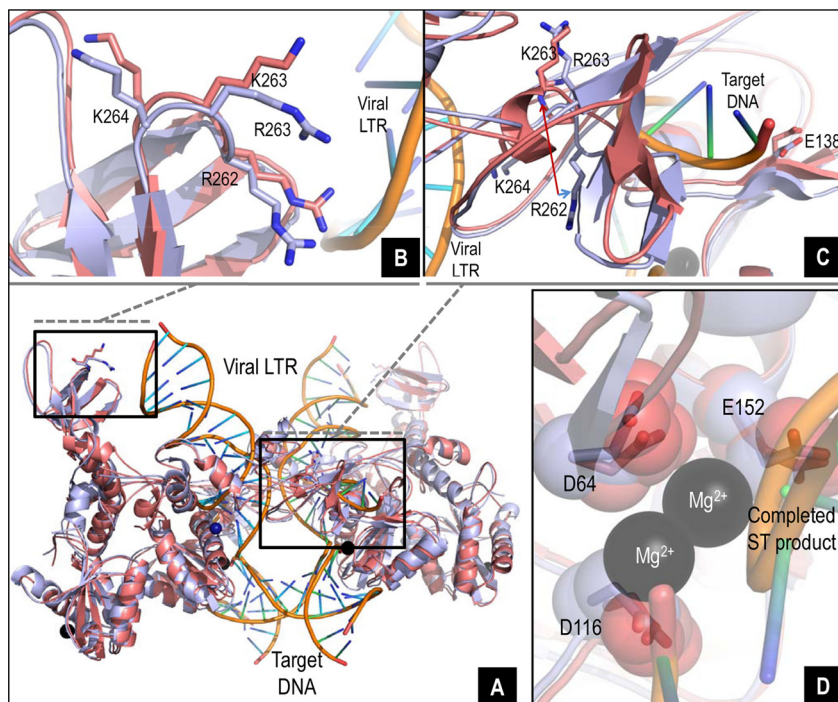 K263
K264
R263
R262
Viral
LTR
B
K263
R263
Target
DNA
E138
K264
R262
Viral
LTR
C
Viral LTR
Target
DNA
A
E152
D64
Mg2+
Mg2+
Completed
ST product
D116
D